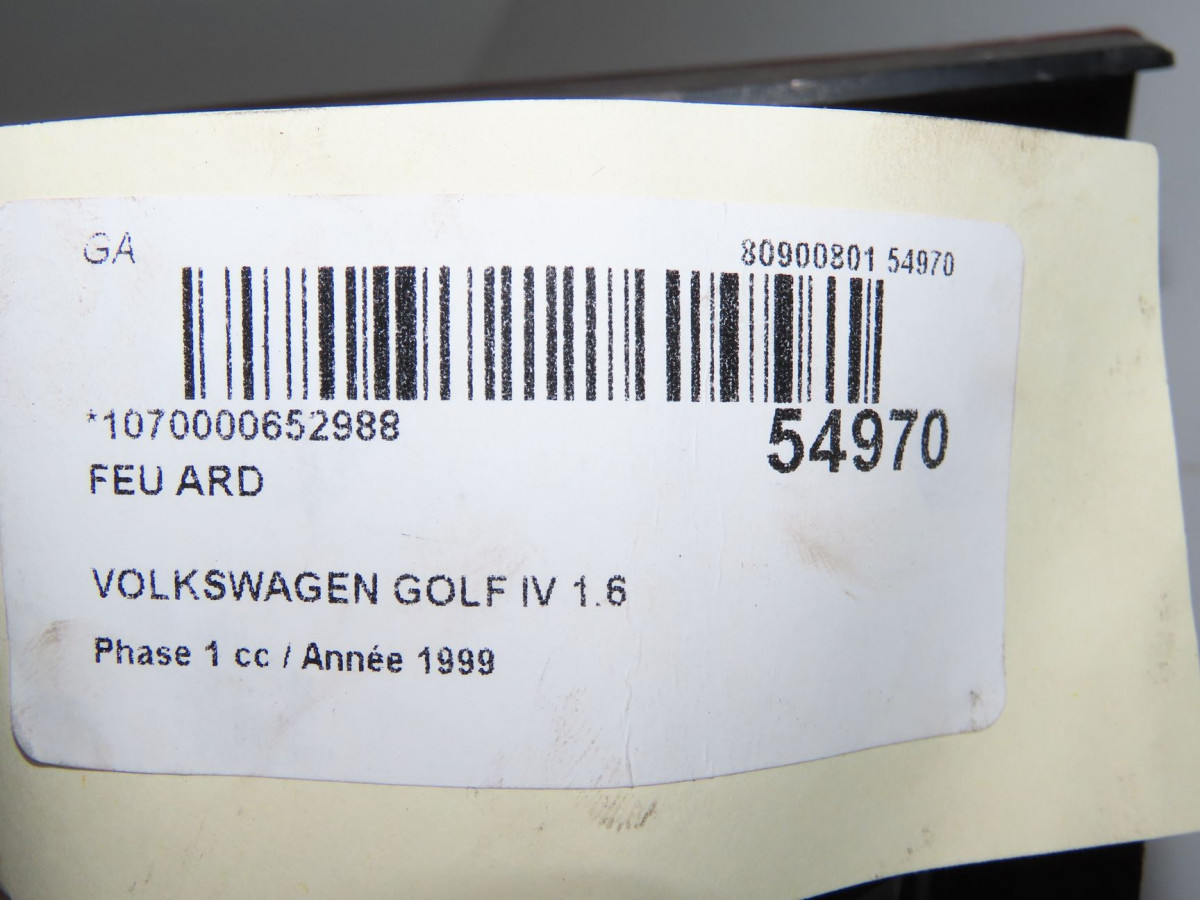 GA 80900801 54970
*1070000652988 54970
FEU ARD
VOLKSWAGEN GOLF IV 1.6
Phase 1 cc / Année 1999